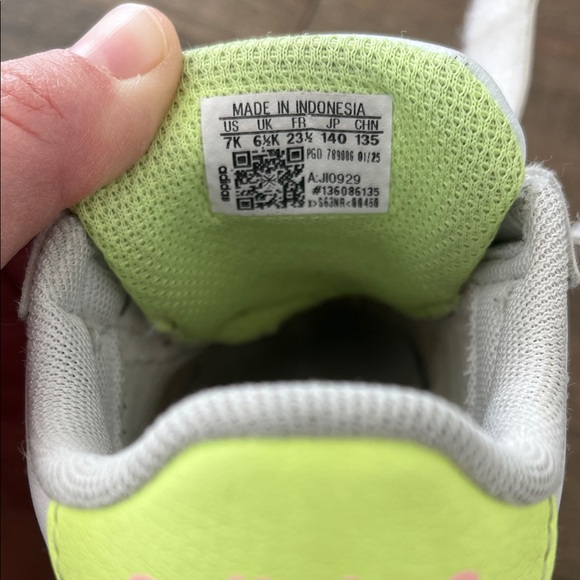 MADE IN INDONESIA
US UK FR JP CHN
7K 6½K 23½ 140 135
adidas
PGD 789006 01/25
A:JI0929
#136086135